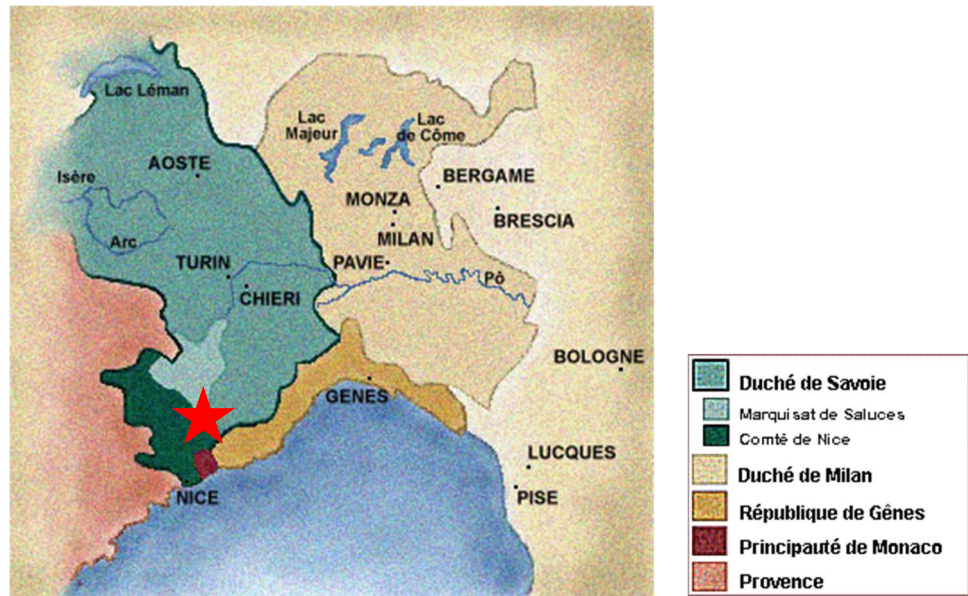 Lac Léman
Lac
Majeur
Lac
de Côme
AOSTE
BERGAME
Isère
MONZA
BRESCIA
MILAN
Arc
TURIN
PAVIE
Pô
CHIERI
BOLOGNE
GÊNES
LUCQUES
NICE
PISE
Duché de Savoie
Marquisat de Saluces
Comté de Nice
Duché de Milan
République de Gênes
Principauté de Monaco
Provence